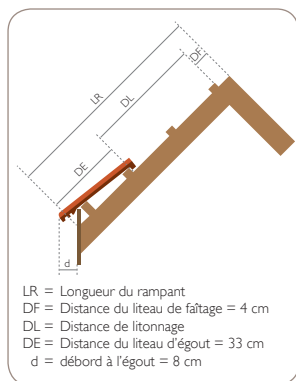 DF
LR
DL
DE
d
LR = Longueur du rampant
DF = Distance du liteau de faîtage = 4 cm
DL = Distance de litonnage
DE = Distance du liteau d'égout = 33 cm
d = débord à l'égout = 8 cm